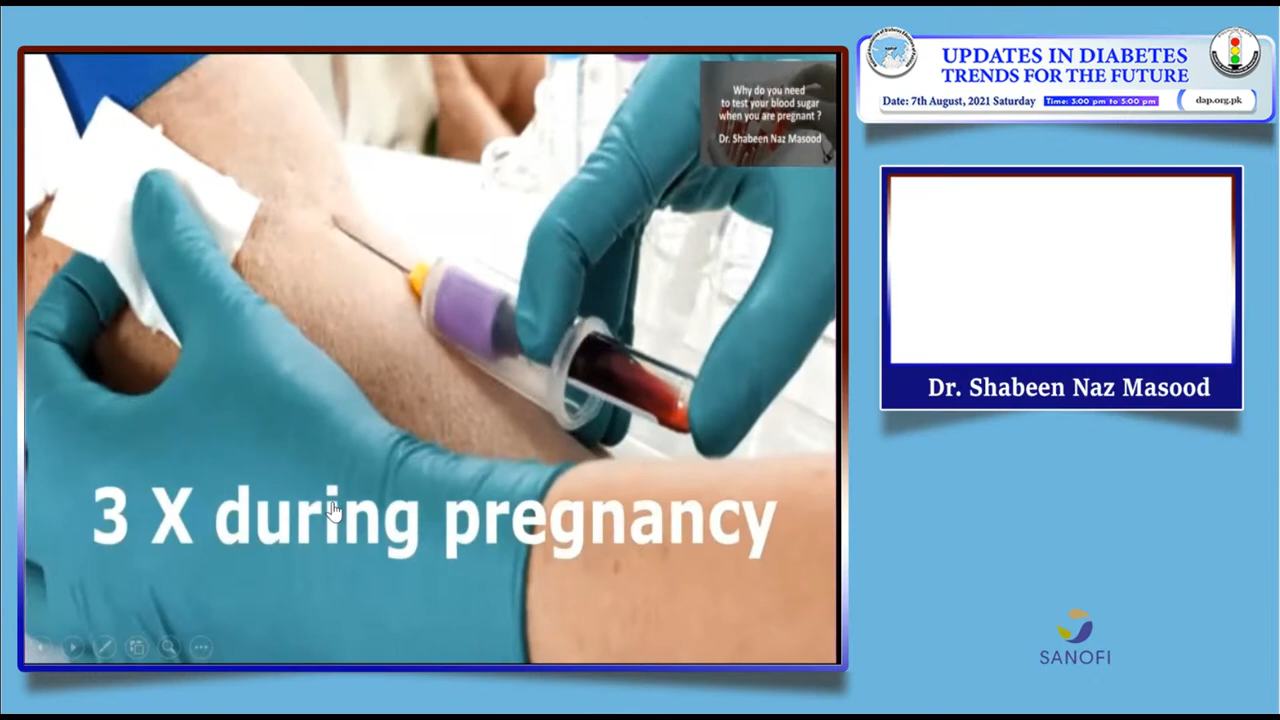 Why do you need
to test your blood sugar
when you are pregnant ?
Dr. Shabeen Naz Masood
3 X during pregnancy
UPDATES IN DIABETES
TRENDS FOR THE FUTURE
Date: 7th August, 2021 Saturday
Time: 3:00 pm to 5:00 pm
dap.org.pk
Dr. Shabeen Naz Masood
SANOFI